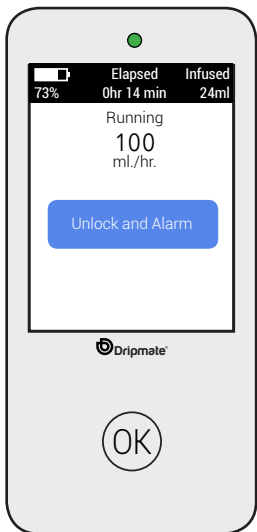 Elapsed Infused
73% 0hr 14 min 24ml
Running
100
ml./hr.
Unlock and Alarm
Dripmate®
OK